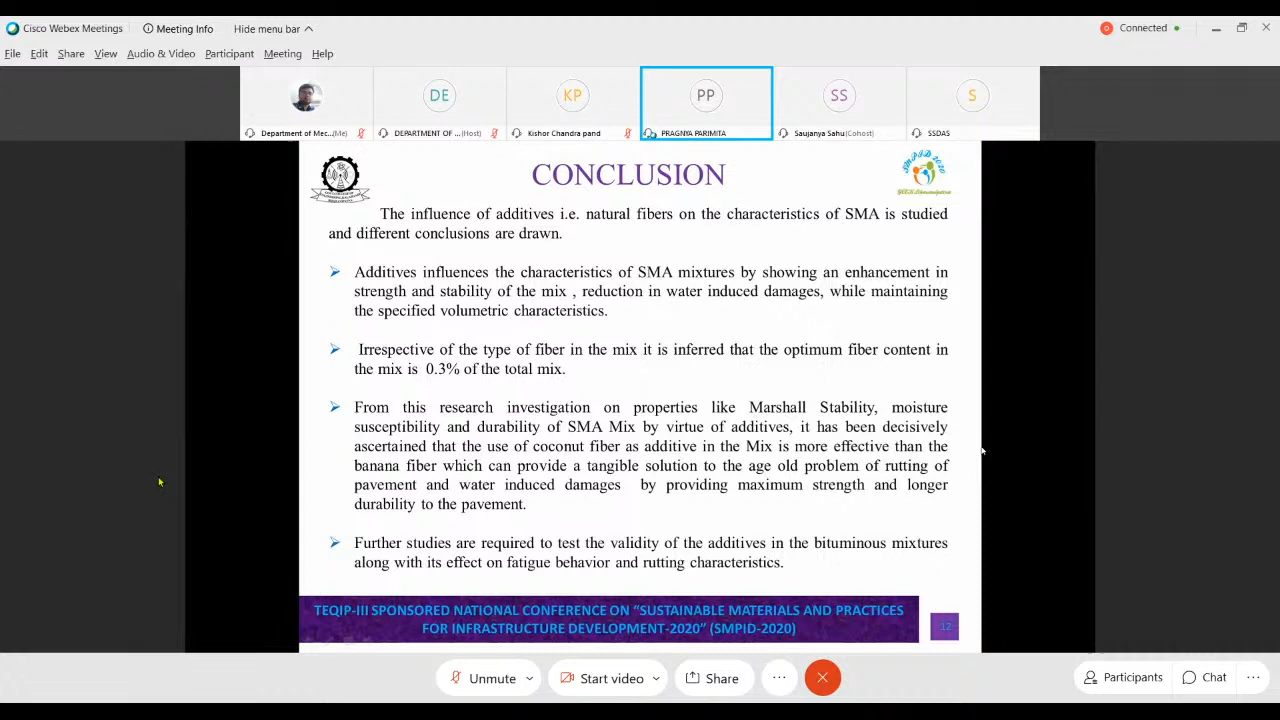 Cisco Webex Meetings
Meeting Info
Hide menu bar
Connected
File Edit Share View Audio & Video Participant Meeting Help
DE KP PP SS S
Department of Mec...(Me)
DEPARTMENT OF ...(Host)
Kishor Chandra pand
PRAGNYA PARIMITA
Saujanya Sahu(Cohost)
SSDAS
CONCLUSION
SMPID 2020
The influence of additives i.e. natural fibers on the characteristics of SMA is studied
and different conclusions are drawn.
Additives influences the characteristics of SMA mixtures by showing an enhancement in
strength and stability of the mix , reduction in water induced damages, while maintaining
the specified volumetric characteristics.
Irrespective of the type of fiber in the mix it is inferred that the optimum fiber content in
the mix is 0.3% of the total mix.
From this research investigation on properties like Marshall Stability, moisture
susceptibility and durability of SMA Mix by virtue of additives, it has been decisively
ascertained that the use of coconut fiber as additive in the Mix is more effective than the
banana fiber which can provide a tangible solution to the age old problem of rutting of
pavement and water induced damages by providing maximum strength and longer
durability to the pavement.
Further studies are required to test the validity of the additives in the bituminous mixtures
along with its effect on fatigue behavior and rutting characteristics.
TEQIP-III SPONSORED NATIONAL CONFERENCE ON “SUSTAINABLE MATERIALS AND PRACTICES
FOR INFRASTRUCTURE DEVELOPMENT-2020” (SMPID-2020)
12
Unmute
Start video
Share
Participants
Chat